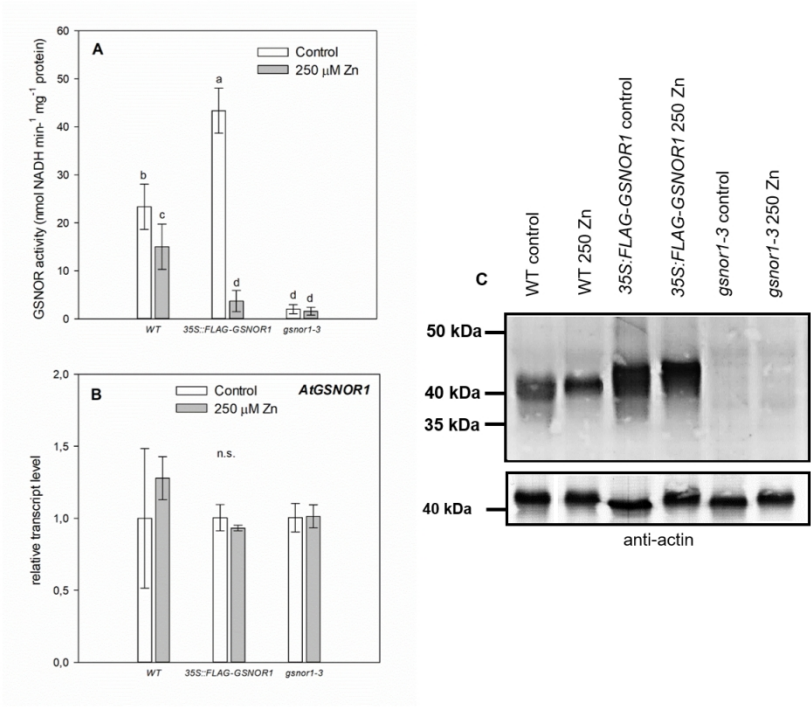 A
Control
250 µM Zn
GSNOR activity (nmol NADH min-¹ mg⁻¹ protein)
60
50
40
30
20
10
0
b
c
a
d
d
d
WT
35S::FLAG-GSNOR1
gsnor1-3
B
Control
250 µM Zn
AtGSNOR1
relative transcript level
2,0
1,5
1,0
0,5
0,0
n.s.
WT
35S::FLAG-GSNOR1
gsnor1-3
C
WT control
WT 250 Zn
35S:FLAG-GSNOR1 control
35S:FLAG-GSNOR1 250 Zn
gsnor1-3 control
gsnor1-3 250 Zn
50 kDa
40 kDa
35 kDa
40 kDa
anti-actin